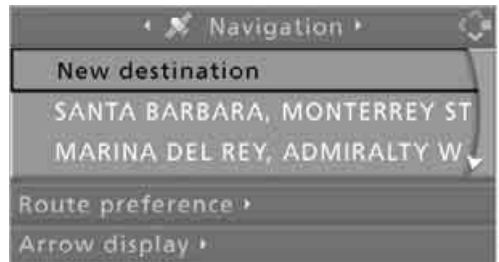 Navigation
New destination
SANTA BARBARA, MONTERREY ST
MARINA DEL REY, ADMIRALTY W
Route preference
Arrow display